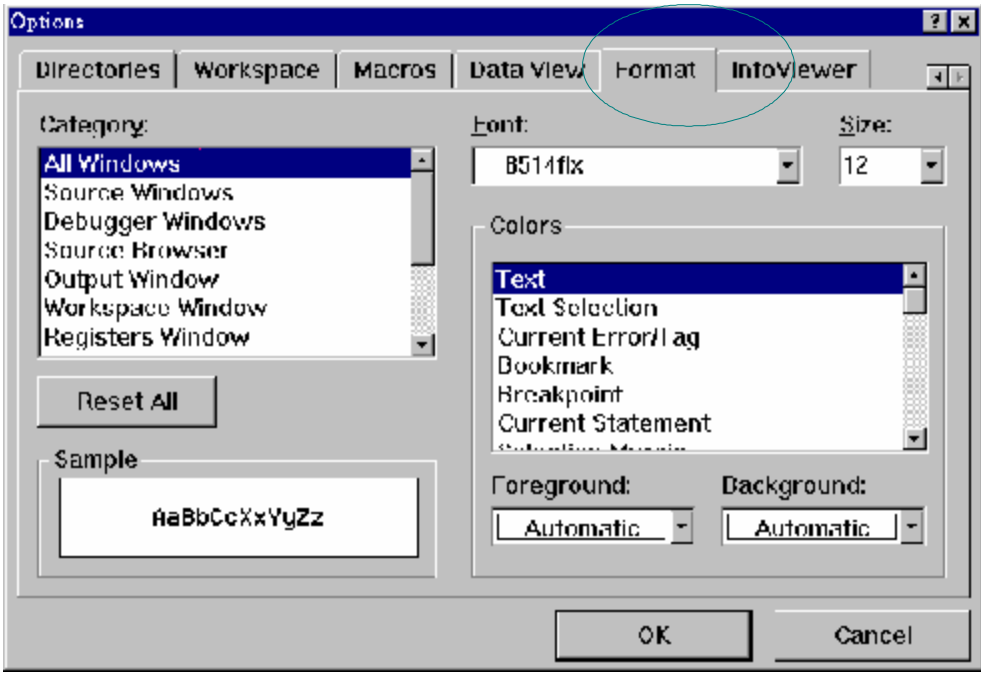 Options
Directories Workspace Macros Data View Format InfoViewer
Category:
All Windows
Source Windows
Debugger Windows
Source Browser
Output Window
Workspace Window
Registers Window
Reset All
Sample
AaBbCcXxYyZz
Font:
B514fix
Size:
12
Colors
Text
Text Selection
Current Error/Tag
Bookmark
Breakpoint
Current Statement
Foreground:
Automatic
Background:
Automatic
OK Cancel